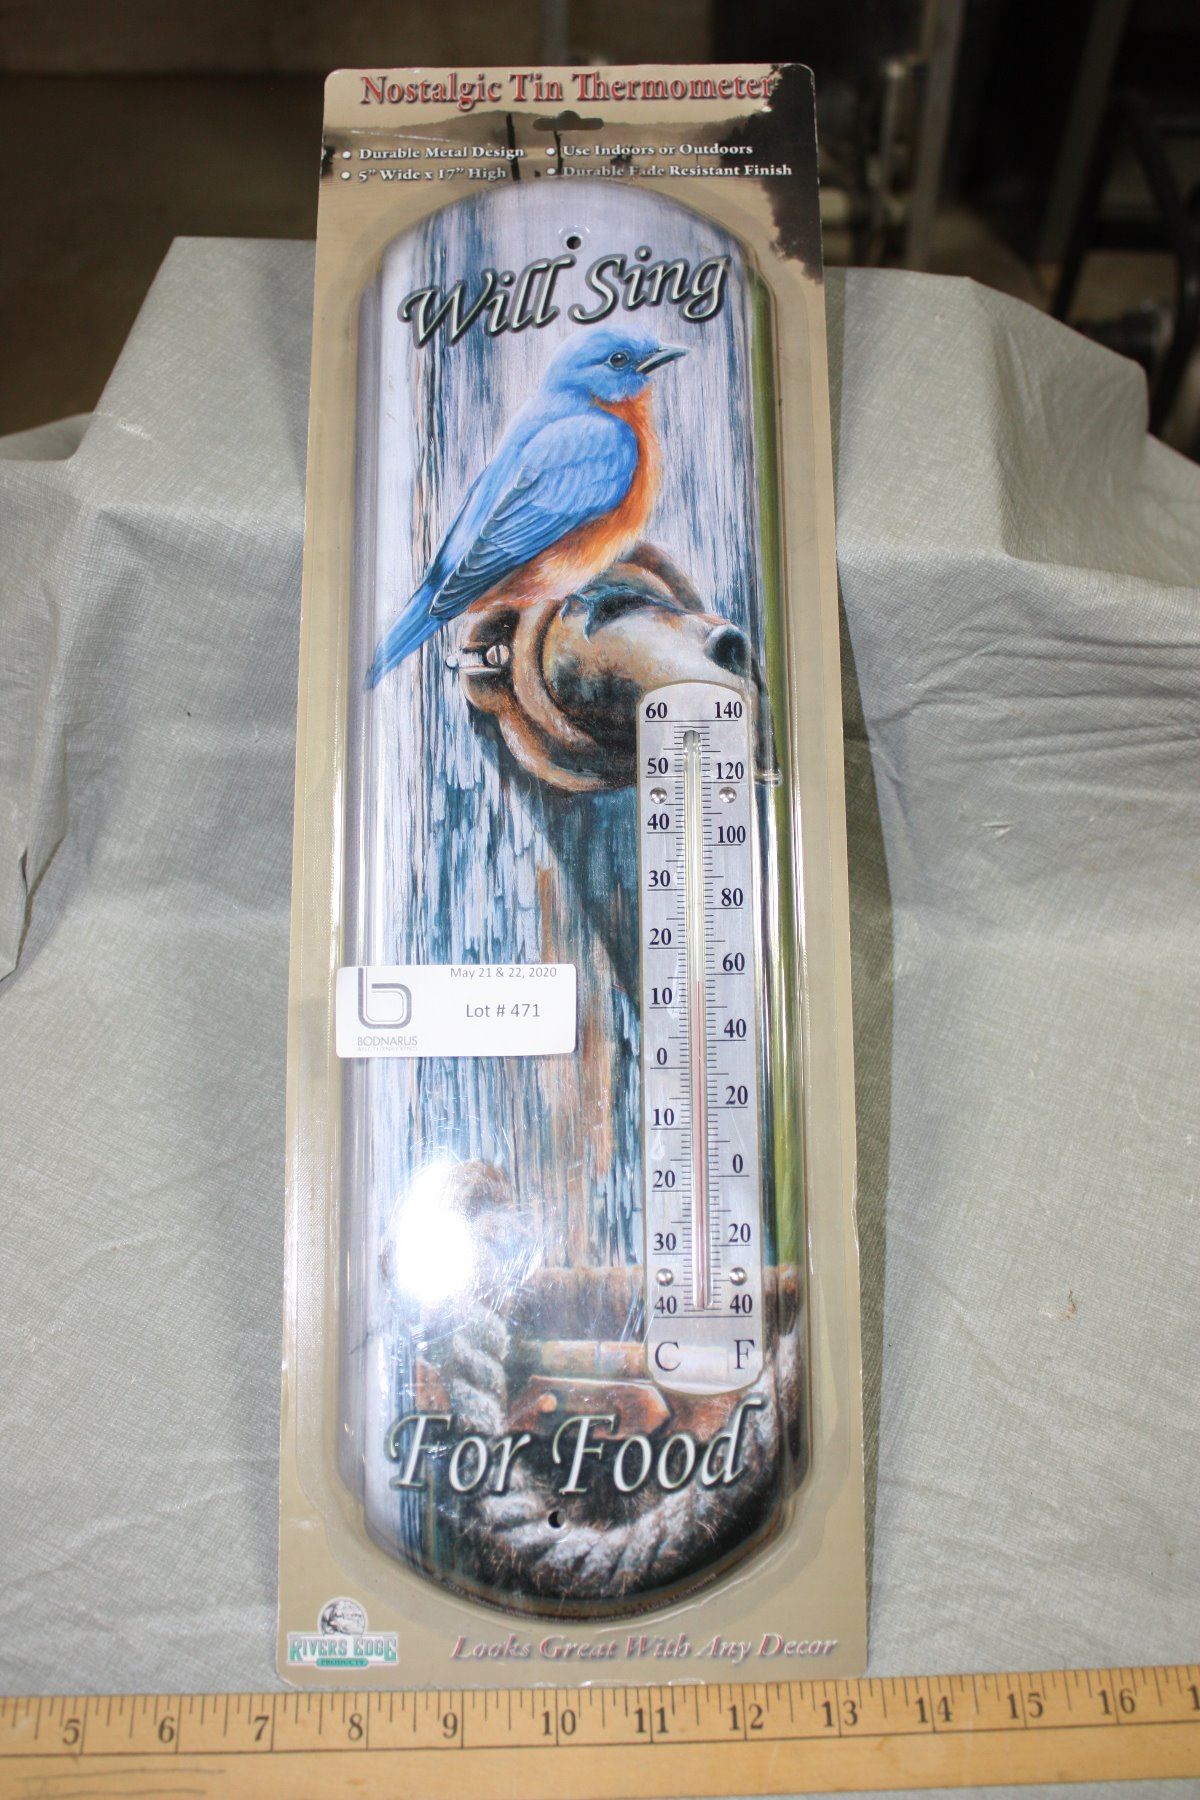 Nostalgic Tin Thermometer
• Durable Metal Design • Use Indoors or Outdoors
• 5" Wide x 17" High • Durable Fade Resistant Finish
Will Sing
60 140
50 120
40 100
30 80
20 60
10 40
0 20
10 0
20 20
30 40
40
C F
May 21 & 22, 2020
Lot # 471
b
BODNARUS
AUCTIONEERING
For Food
RIVERS EDGE
PRODUCTS
Looks Great With Any Decor
5 6 7 8 9 10 11 12 13 14 15 16 1